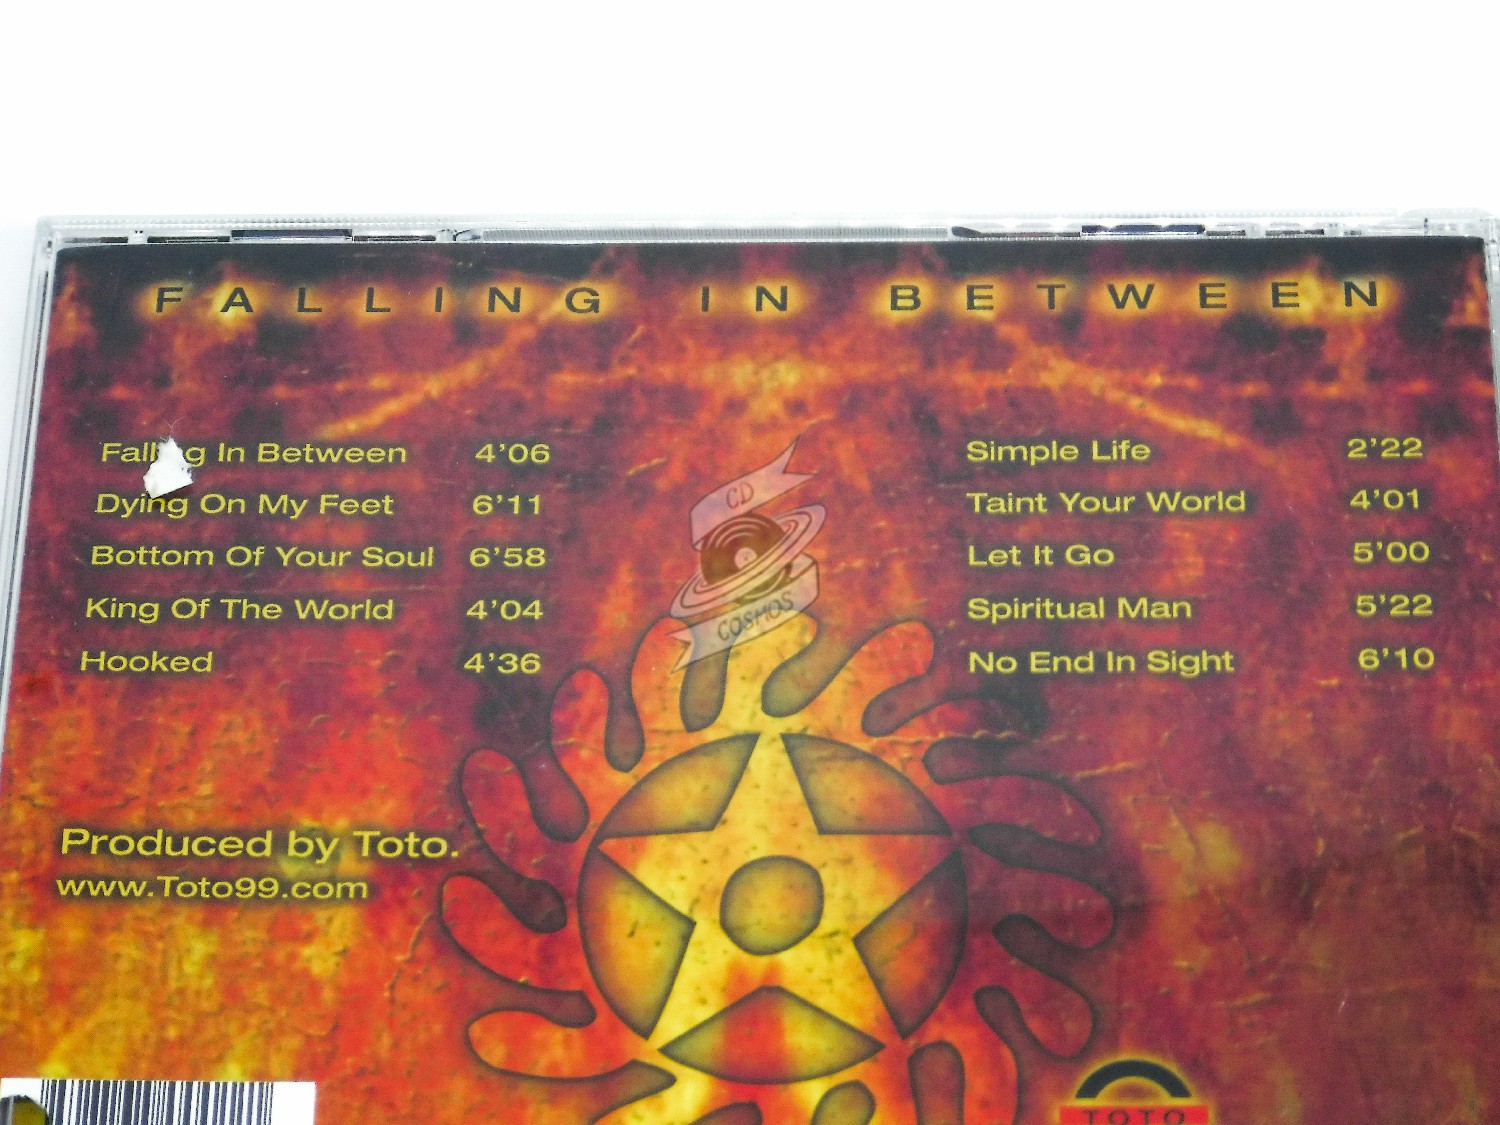 FALLING IN BETWEEN
Falling In Between 4'06
Dying On My Feet 6'11
Bottom Of Your Soul 6'58
King Of The World 4'04
Hooked 4'36
Simple Life 2'22
Taint Your World 4'01
Let It Go 5'00
Spiritual Man 5'22
No End In Sight 6'10
CD
COSMOS
Produced by Toto.
www.Toto99.com
TOTO